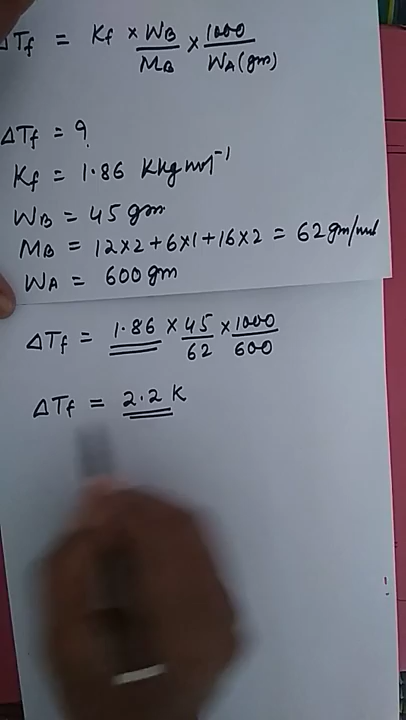 ΔTf = Kf × WB/MB × 1000/WA(gm)
ΔTf = ?
Kf = 1.86 K kg mol⁻¹
WB = 45 gm
MB = 12×2+6×1+16×2 = 62 gm/mol
WA = 600 gm
ΔTf = 1.86 × 45/62 × 1000/600
ΔTf = 2.2 K